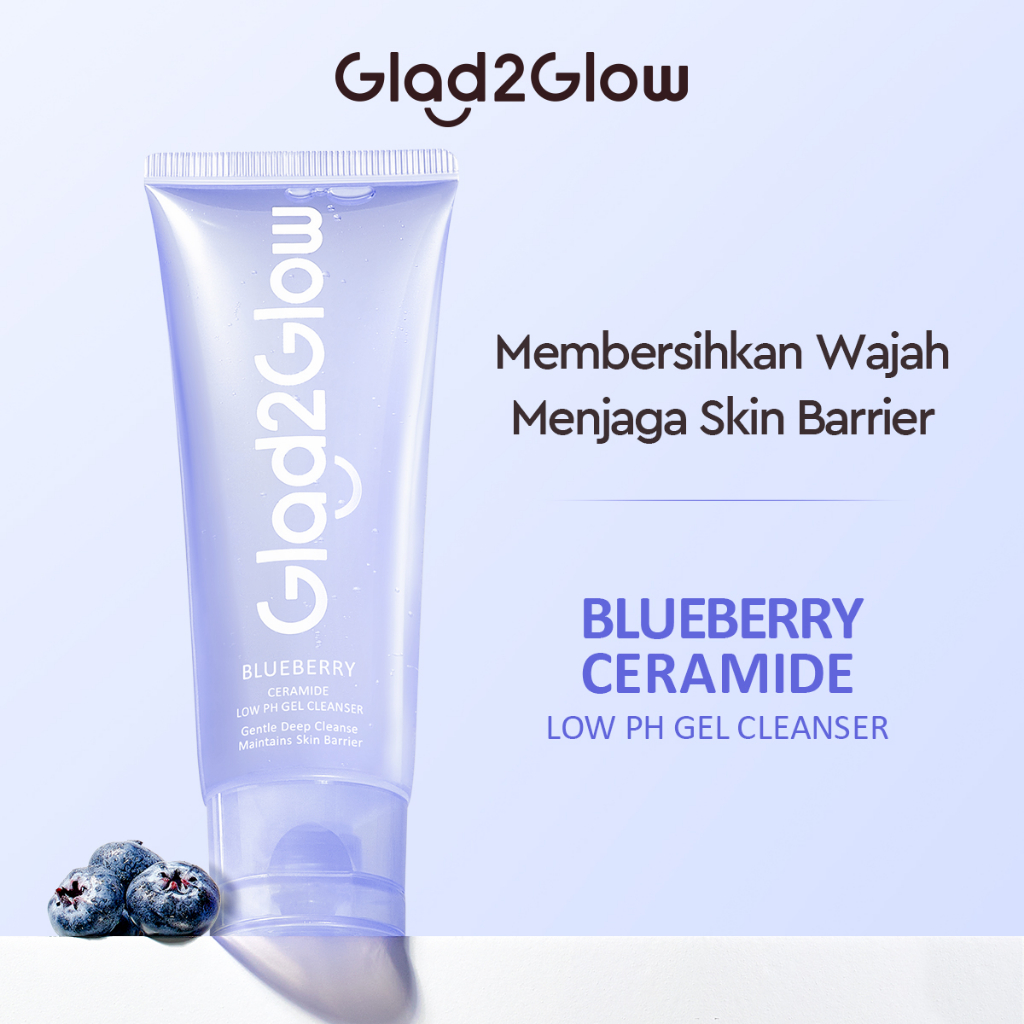 Glad2Glow
Glad2Glow
BLUEBERRY
CERAMIDE
LOW PH GEL CLEANSER
Gentle Deep Cleanse
Maintains Skin Barrier
Membersihkan Wajah
Menjaga Skin Barrier
BLUEBERRY
CERAMIDE
LOW PH GEL CLEANSER